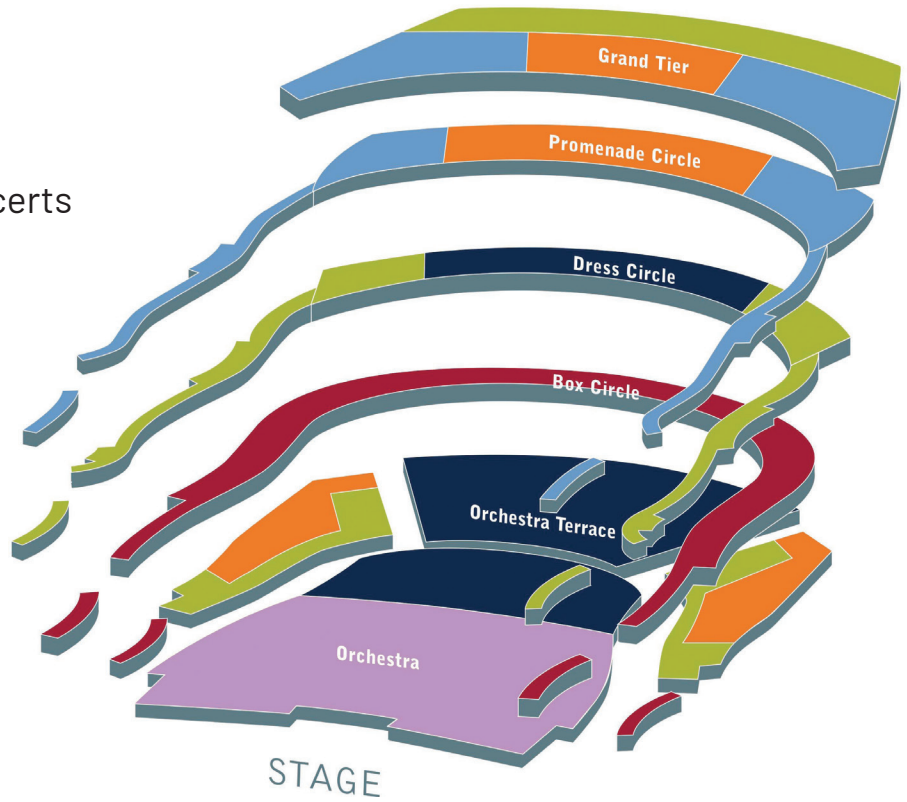 Grand Tier
Promenade Circle
certs
Dress Circle
Box Circle
Orchestra Terrace
Orchestra
STAGE